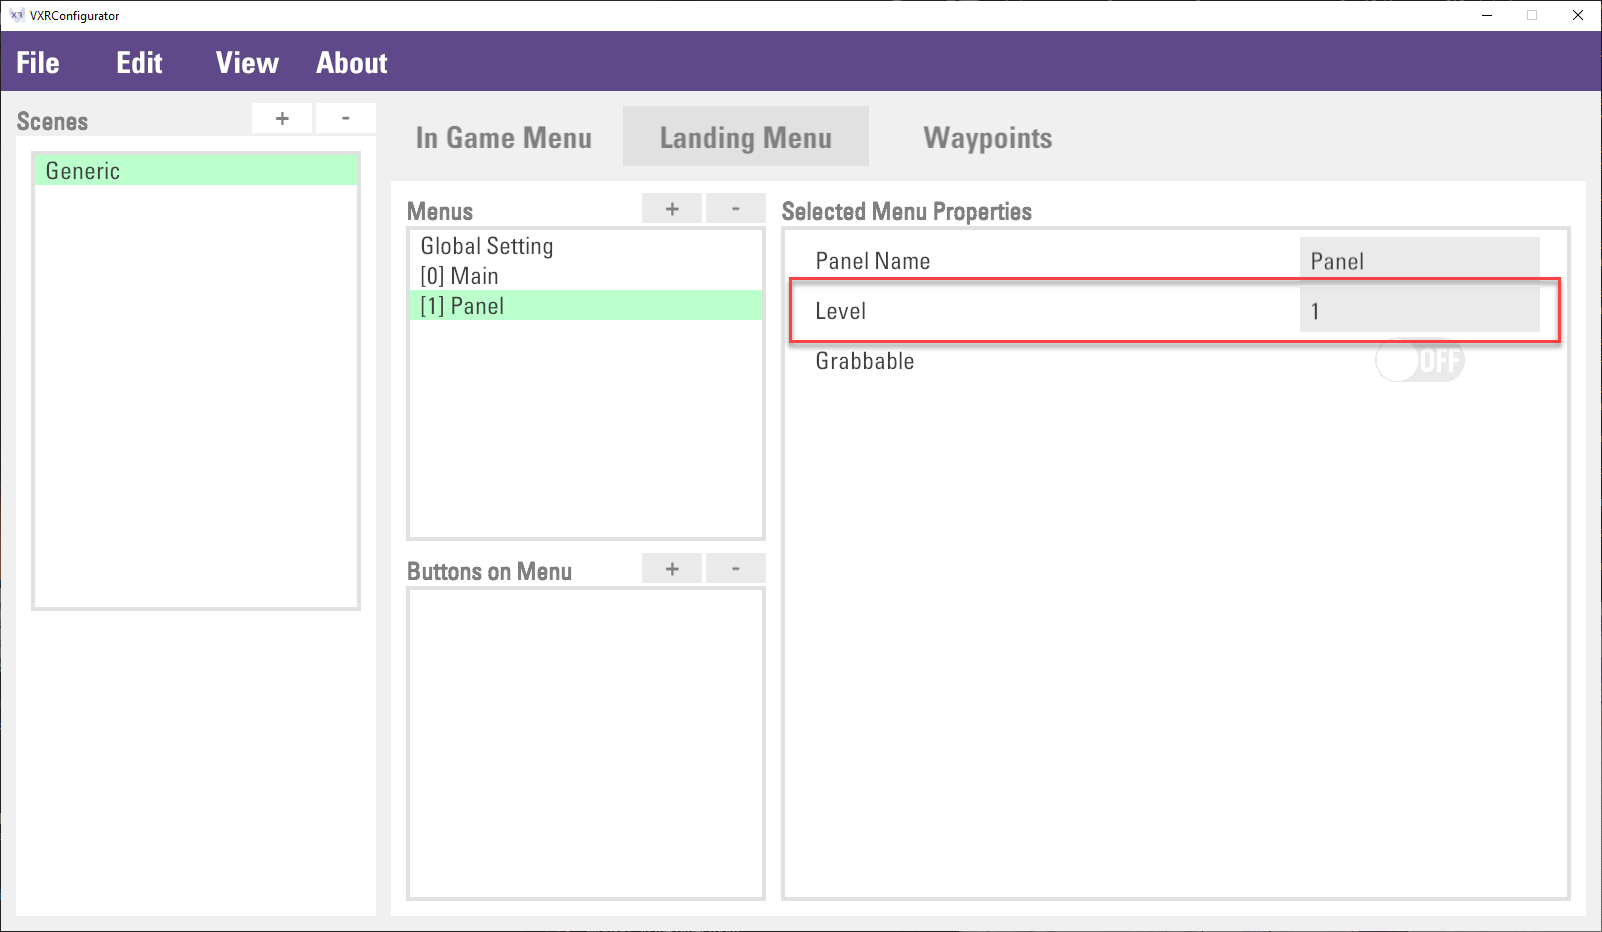 VXRConfigurator
File Edit View About
Scenes + -
Generic
In Game Menu Landing Menu Waypoints
Menus + -
Global Setting
[0] Main
[1] Panel
Buttons on Menu + -
Selected Menu Properties
Panel Name Panel
Level 1
Grabbable OFF